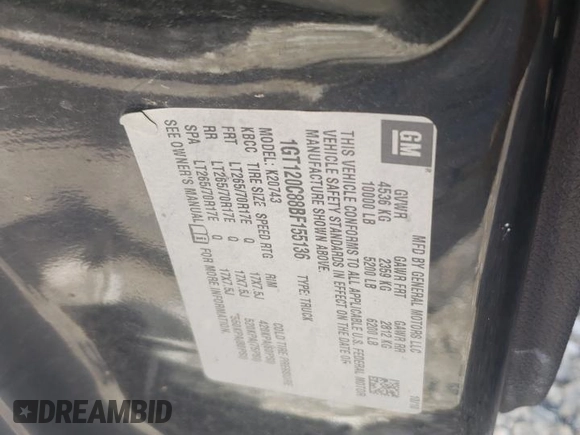 GM
MFD BY GENERAL MOTORS LLC
GVWR GAWR FRT GAWR RR
4536 KG 2359 KG 2812 KG
10000 LB 5200 LB 6200 LB
THIS VEHICLE CONFORMS TO ALL APPLICABLE U.S. FEDERAL MOTOR
VEHICLE SAFETY STANDARDS IN EFFECT ON THE DATE OF
MANUFACTURE SHOWN ABOVE.
1GT120C88BF155136 TYPE: TRUCK
MODEL: K20743
KBCC TIRE SIZE SPEED RTG RIM COLD TIRE PRESSURE
FRT LT265/70R17E Q 17X7.5J
RR LT265/70R17E Q 17X7.5J
SPA LT265/70R17E Q 17X7.5J
SEE OWNER'S MANUAL FOR MORE INFORMATION
DREAMBID